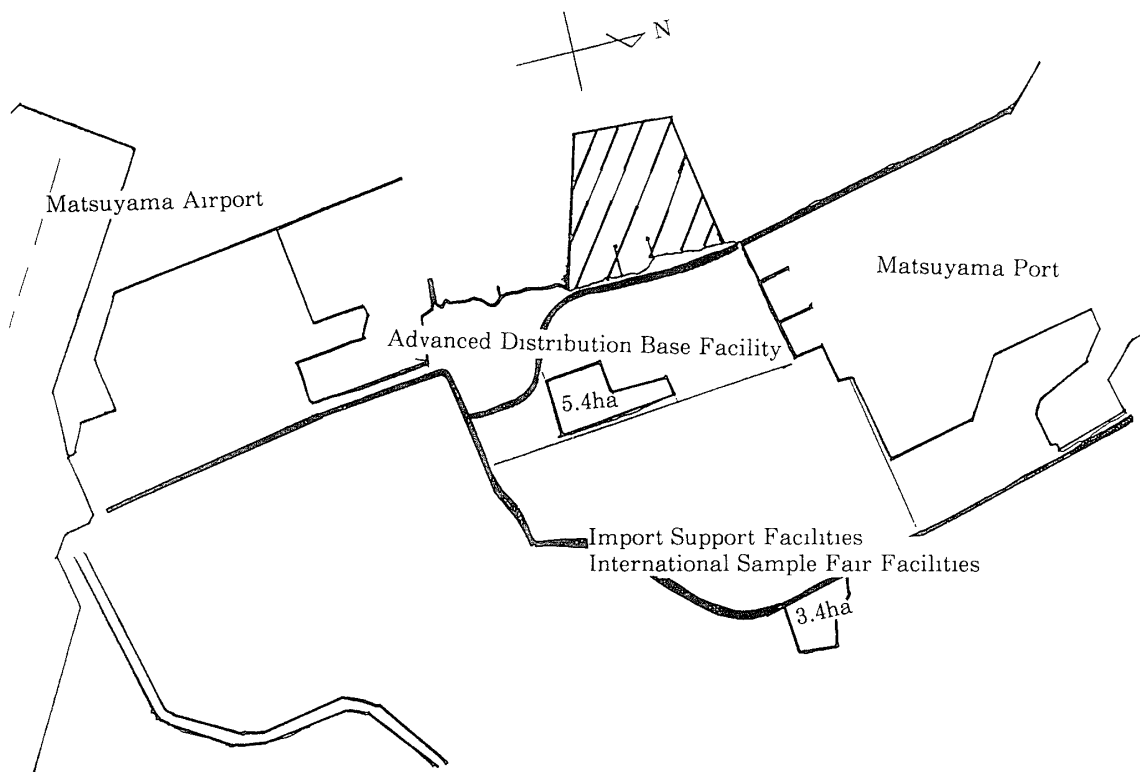 N
Matsuyama Airport
Matsuyama Port
Advanced Distribution Base Facility
5.4ha
Import Support Facilities
International Sample Fair Facilities
3.4ha